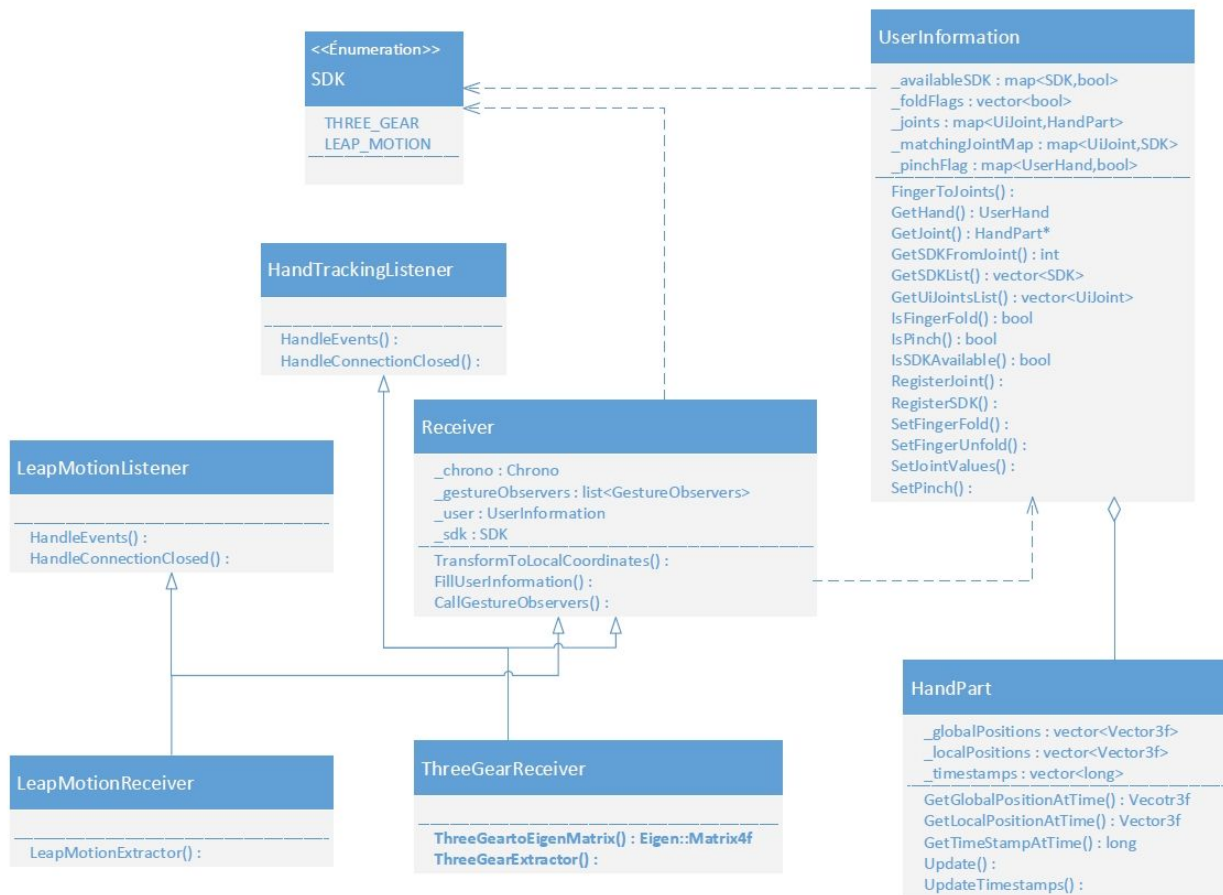 <<Énumeration>>
SDK
THREE_GEAR
LEAP_MOTION
UserInformation
_availableSDK : map<SDK,bool>
_foldFlags : vector<bool>
_joints : map<UiJoint,HandPart>
_matchingJointMap : map<UiJoint,SDK>
_pinchFlag : map<UserHand,bool>
FingerToJoints() :
GetHand() : UserHand
GetJoint() : HandPart*
GetSDKFromJoint() : int
GetSDKList() : vector<SDK>
GetUiJointsList() : vector<UiJoint>
IsFingerFold() : bool
IsPinch() : bool
IsSDKAvailable() : bool
RegisterJoint() :
RegisterSDK() :
SetFingerFold() :
SetFingerUnfold() :
SetJointValues() :
SetPinch() :
HandTrackingListener
HandleEvents() :
HandleConnectionClosed() :
Receiver
_chrono : Chrono
_gestureObservers : list<GestureObservers>
_user : UserInformation
_sdk : SDK
TransformToLocalCoordinates() :
FillUserInformation() :
CallGestureObservers() :
LeapMotionListener
HandleEvents() :
HandleConnectionClosed() :
LeapMotionReceiver
LeapMotionExtractor() :
ThreeGearReceiver
ThreeGeartoEigenMatrix() : Eigen::Matrix4f
ThreeGearExtractor() :
HandPart
_globalPositions : vector<Vector3f>
_localPositions : vector<Vector3f>
_timestamps : vector<long>
GetGlobalPositionAtTime() : Vecotr3f
GetLocalPositionAtTime() : Vector3f
GetTimeStampAtTime() : long
Update() :
UpdateTimestamps() :